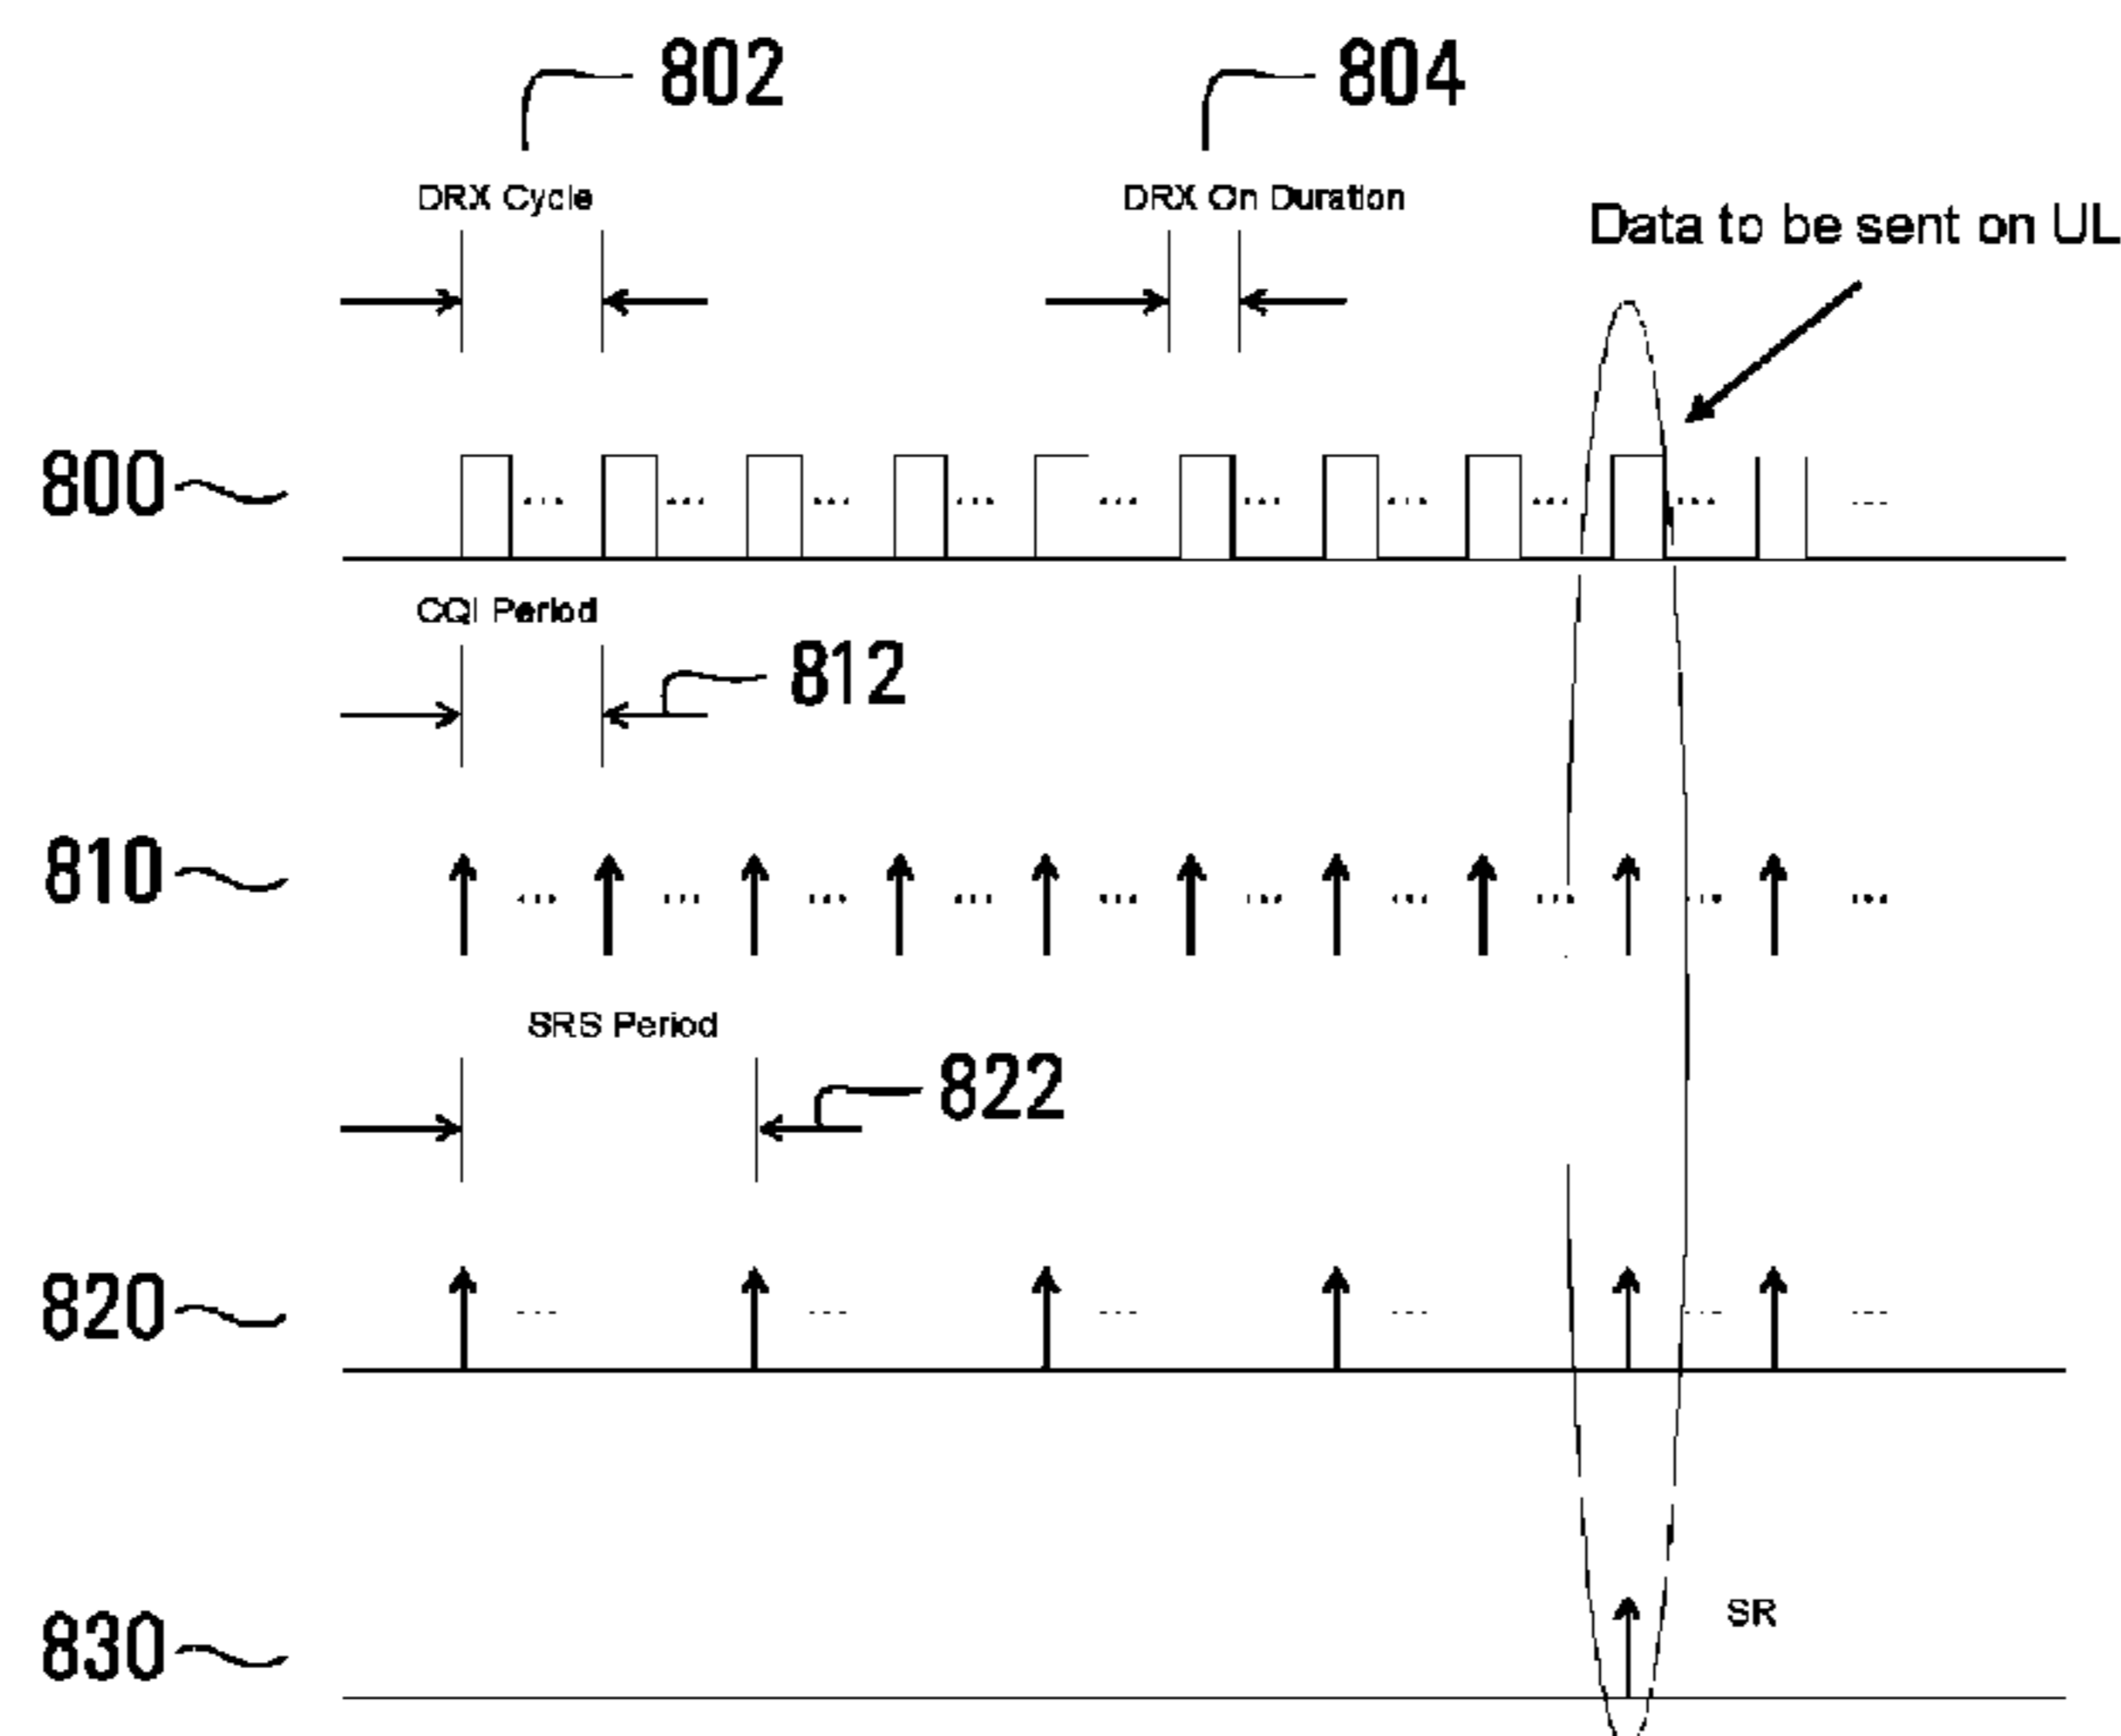 802
804
DRX Cycle
DRX On Duration
Data to be sent on UL
800
CQI Period
812
810
SRS Period
822
820
SR
830